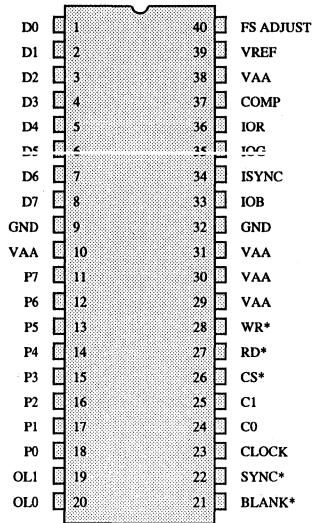 D0 1 40 FS ADJUST
D1 2 39 VREF
D2 3 38 VAA
D3 4 37 COMP
D4 5 36 IOR
D5 6 35 IOG
D6 7 34 ISYNC
D7 8 33 IOB
GND 9 32 GND
VAA 10 31 VAA
P7 11 30 VAA
P6 12 29 VAA
P5 13 28 WR*
P4 14 27 RD*
P3 15 26 CS*
P2 16 25 C1
P1 17 24 C0
P0 18 23 CLOCK
OL1 19 22 SYNC*
OL0 20 21 BLANK*